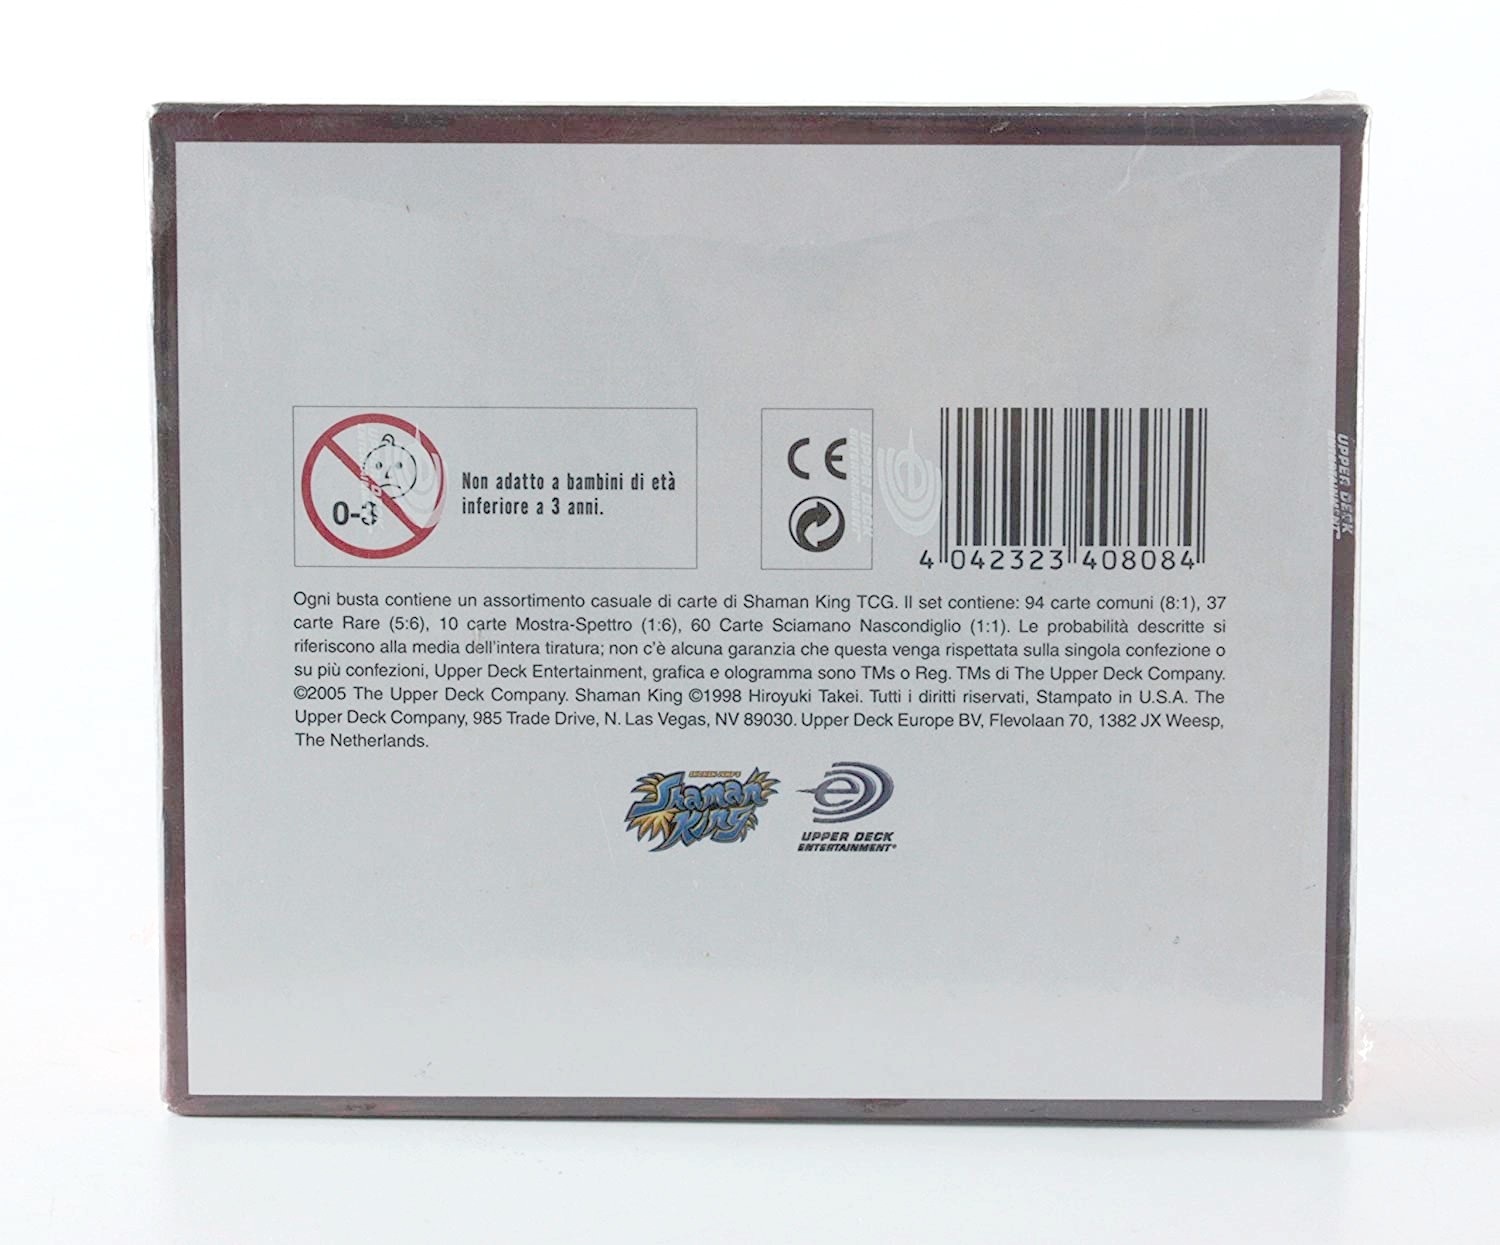 0-3
Non adatto a bambini di età
inferiore a 3 anni.
CE
4 042323 408084
UPPER DECK
ENTERTAINMENT
Ogni busta contiene un assortimento casuale di carte di Shaman King TCG. Il set contiene: 94 carte comuni (8:1), 37
carte Rare (5:6), 10 carte Mostra-Spettro (1:6), 60 Carte Sciamano Nascondiglio (1:1). Le probabilità descritte si
riferiscono alla media dell'intera tiratura; non c'è alcuna garanzia che questa venga rispettata sulla singola confezione o
su più confezioni, Upper Deck Entertainment, grafica e ologramma sono TMs o Reg. TMs di The Upper Deck Company.
©2005 The Upper Deck Company. Shaman King ©1998 Hiroyuki Takei. Tutti i diritti riservati, Stampato in U.S.A. The
Upper Deck Company, 985 Trade Drive, N. Las Vegas, NV 89030. Upper Deck Europe BV, Flevolaan 70, 1382 JX Weesp,
The Netherlands.
SHONEN JUMP'S
Shaman
King
UPPER DECK
ENTERTAINMENT